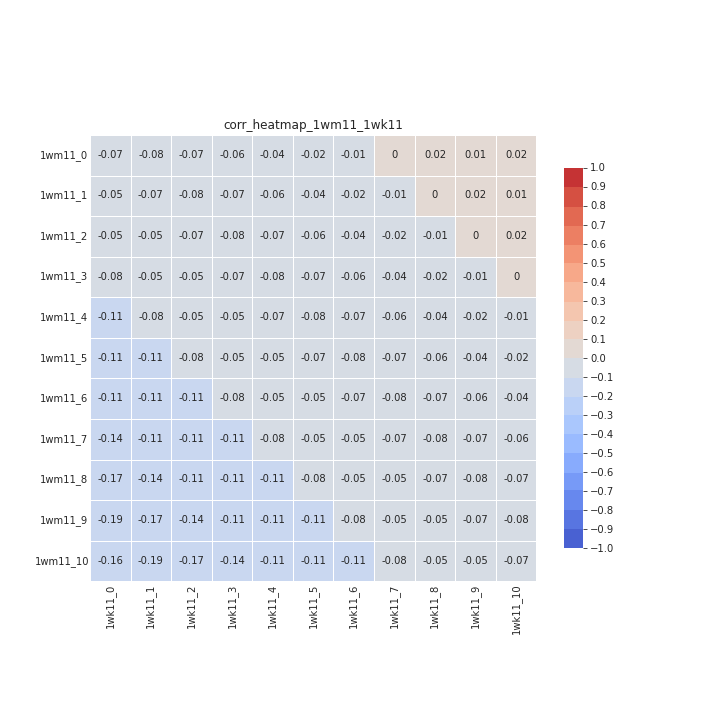 corr_heatmap_1wm11_1wk11
1wm11_0 -0.07 -0.08 -0.07 -0.06 -0.04 -0.02 -0.01 0 0.02 0.01 0.02
1wm11_1 -0.05 -0.07 -0.08 -0.07 -0.06 -0.04 -0.02 -0.01 0 0.02 0.01
1wm11_2 -0.05 -0.05 -0.07 -0.08 -0.07 -0.06 -0.04 -0.02 -0.01 0 0.02
1wm11_3 -0.08 -0.05 -0.05 -0.07 -0.08 -0.07 -0.06 -0.04 -0.02 -0.01 0
1wm11_4 -0.11 -0.08 -0.05 -0.05 -0.07 -0.08 -0.07 -0.06 -0.04 -0.02 -0.01
1wm11_5 -0.11 -0.11 -0.08 -0.05 -0.05 -0.07 -0.08 -0.07 -0.06 -0.04 -0.02
1wm11_6 -0.11 -0.11 -0.11 -0.08 -0.05 -0.05 -0.07 -0.08 -0.07 -0.06 -0.04
1wm11_7 -0.14 -0.11 -0.11 -0.11 -0.08 -0.05 -0.05 -0.07 -0.08 -0.07 -0.06
1wm11_8 -0.17 -0.14 -0.11 -0.11 -0.11 -0.08 -0.05 -0.05 -0.07 -0.08 -0.07
1wm11_9 -0.19 -0.17 -0.14 -0.11 -0.11 -0.11 -0.08 -0.05 -0.05 -0.07 -0.08
1wm11_10 -0.16 -0.19 -0.17 -0.14 -0.11 -0.11 -0.11 -0.08 -0.05 -0.05 -0.07
1wk11_0 1wk11_1 1wk11_2 1wk11_3 1wk11_4 1wk11_5 1wk11_6 1wk11_7 1wk11_8 1wk11_9 1wk11_10
1.0
0.9
0.8
0.7
0.6
0.5
0.4
0.3
0.2
0.1
0.0
−0.1
−0.2
−0.3
−0.4
−0.5
−0.6
−0.7
−0.8
−0.9
−1.0